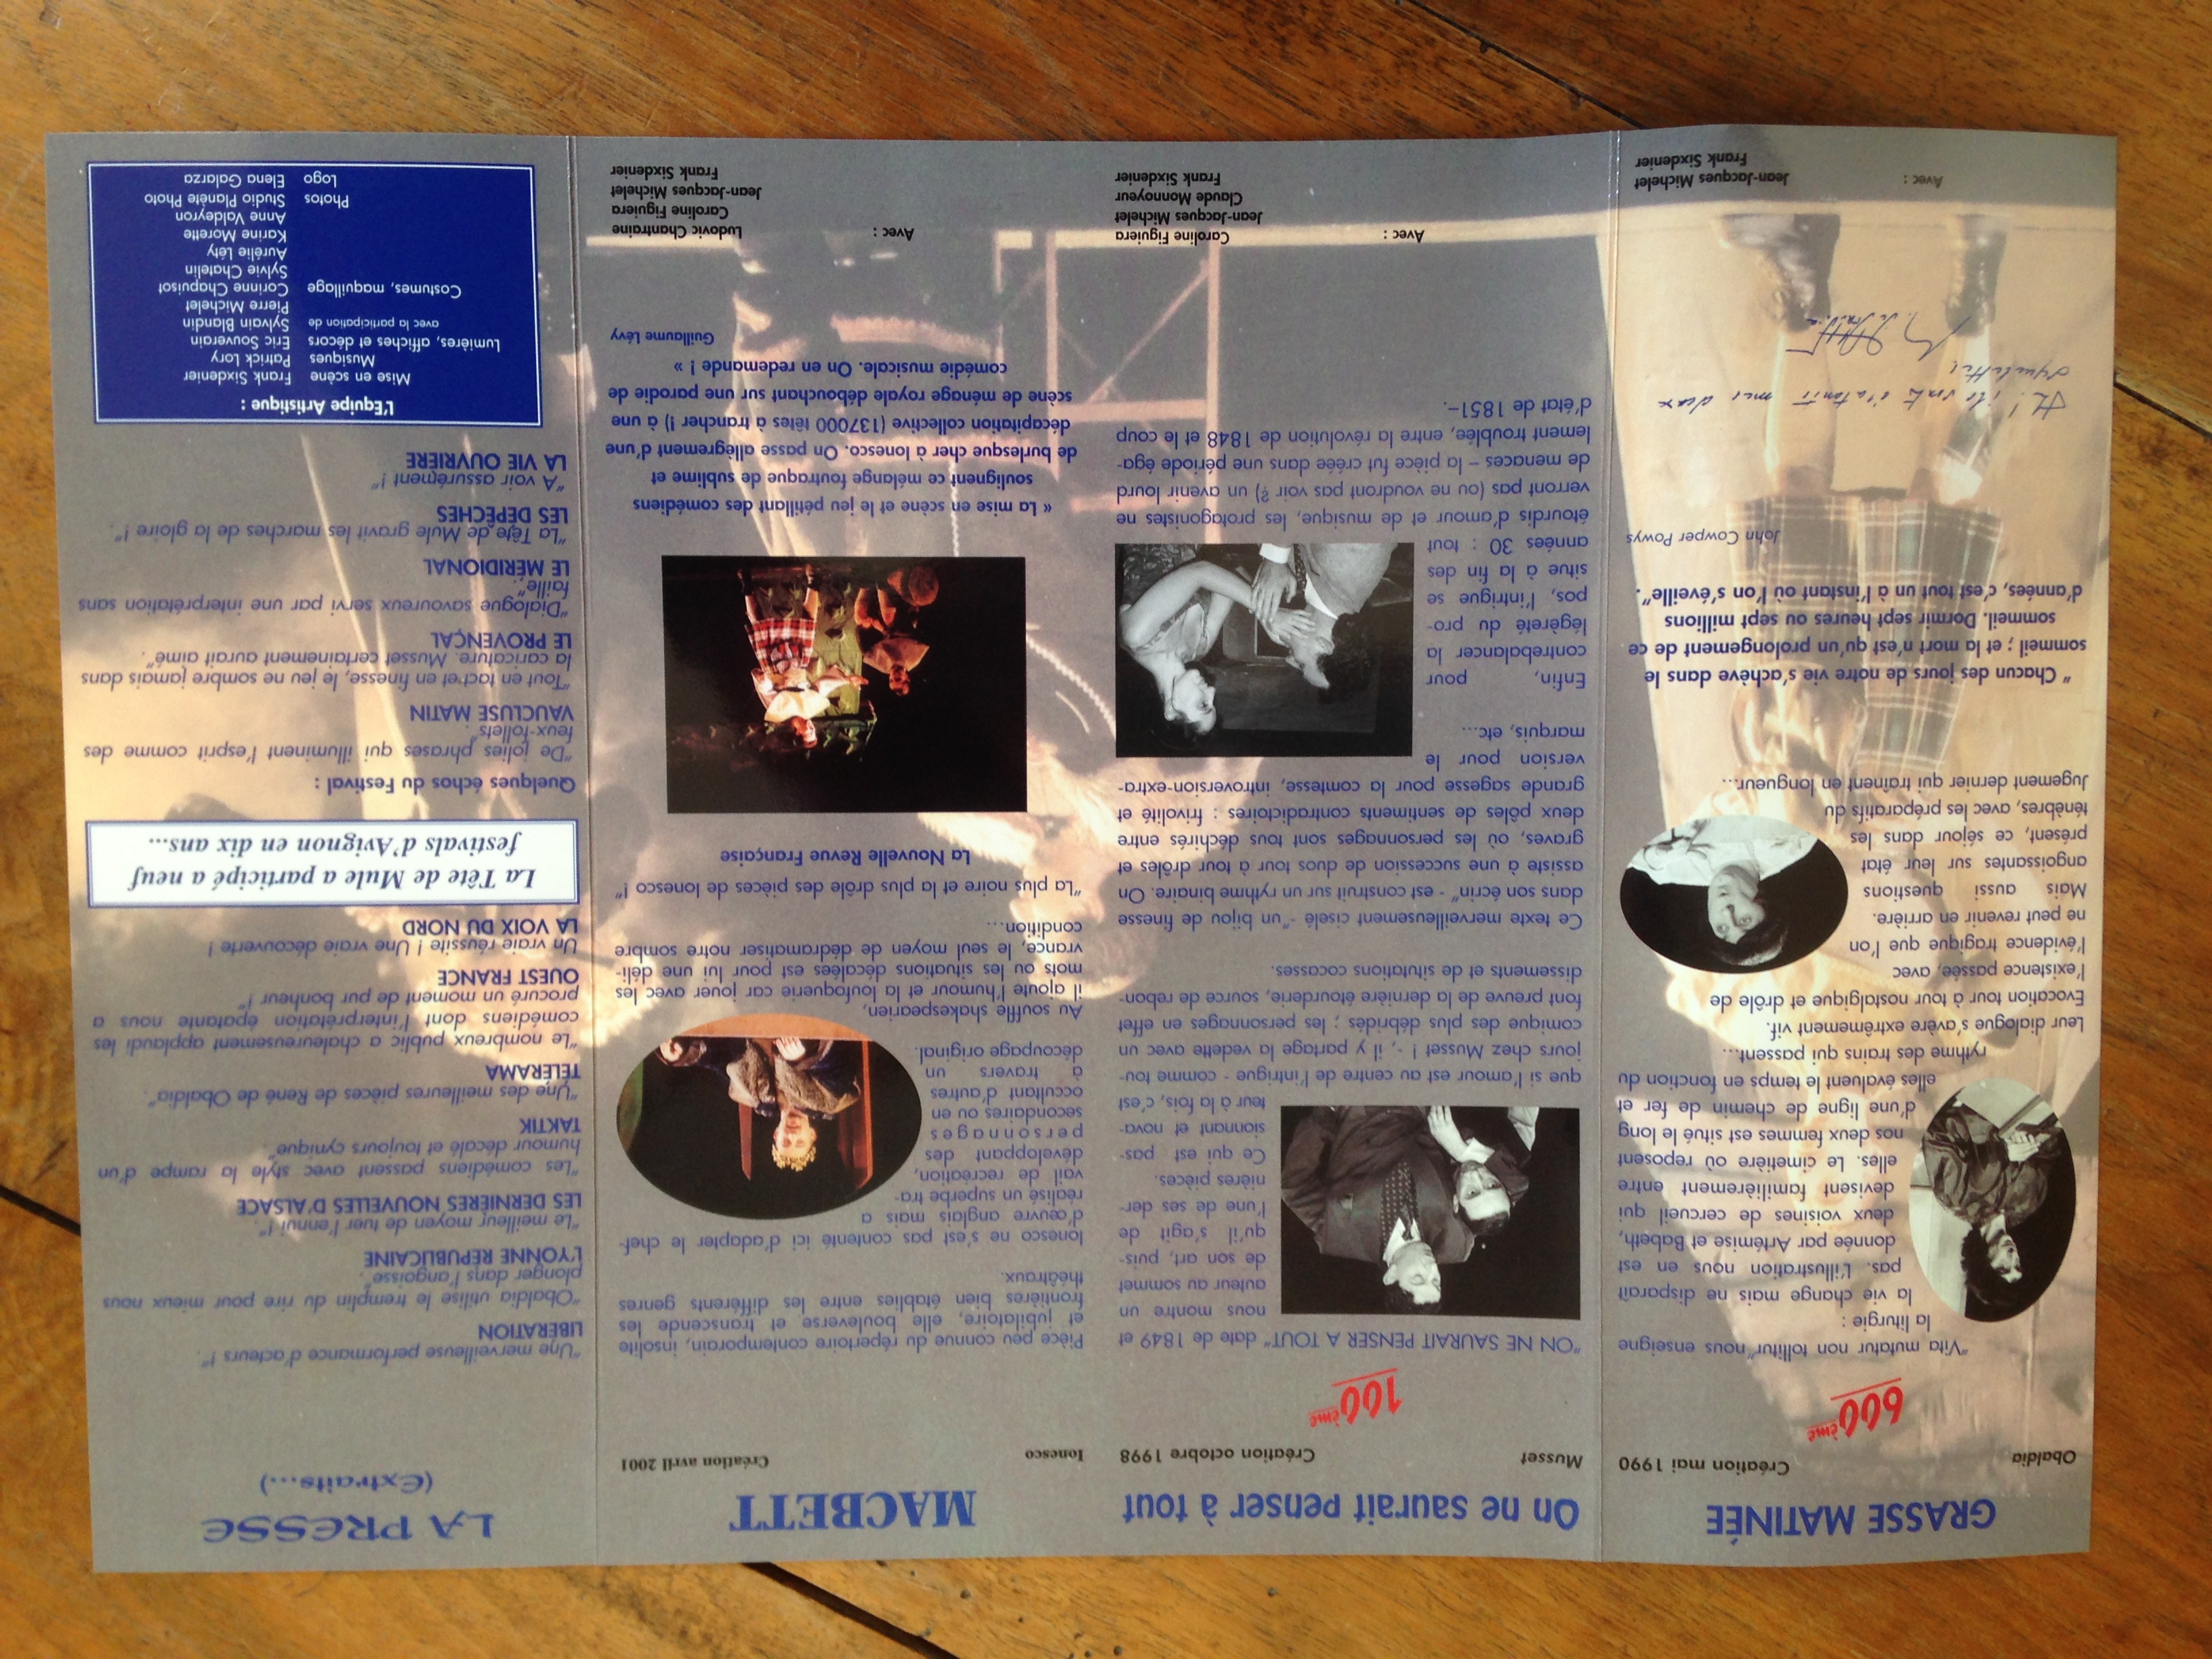 GRASSE MATINÉE
Obaldia
Création mai 1990
600ème
"Vita mutatur non tollitur" nous enseigne
la liturgie :
la vie change mais ne disparaît
pas. L'illustration nous en est
donnée par Artémise et Babeth,
deux voisines de cercueil qui
devisent familièrement entre
elles. Le cimetière où reposent
nos deux femmes est situé le long
d'une ligne de chemin de fer et
elles évaluent le temps en fonction du
rythme des trains qui passent...
Leur dialogue s'avère extrêmement vif.
Evocation tour à tour nostalgique et drôle de
l'existence passée, avec
l'évidence tragique que l'on
ne peut revenir en arrière.
Mais aussi questions
angoissantes sur leur état
présent, ce séjour dans les
ténèbres, avec les préparatifs du
Jugement dernier qui traînent en longueur...
" Chacun des jours de notre vie s'achève dans le
sommeil ; et la mort n'est qu'un prolongement de ce
sommeil. Dormir sept heures ou sept millions
d'années, c'est tout un à l'instant où l'on s'éveille".
John Cowper Powys
Ah ! ils sont épatants mes deux
squelettes
Avec :
Jean-Jacques Michelet
Frank Sixdenier
On ne saurait penser à tout
Musset
Création octobre 1998
100ème
"ON NE SAURAIT PENSER A TOUT" date de 1849 et
nous montre un
auteur au sommet
de son art, puis-
qu'il s'agit de
l'une de ses der-
nières pièces.
Ce qui est pas-
sionnant et nova-
teur à la fois, c'est
que si l'amour est au centre de l'intrigue - comme tou-
jours chez Musset ! -, il y partage la vedette avec un
comique des plus débridés ; les personnages en effet
font preuve de la dernière étourderie, source de rebon-
dissements et de situtations cocasses.
Ce texte merveilleusement ciselé -"un bijou de finesse
dans son écrin" - est construit sur un rythme binaire. On
assiste à une succession de duos tour à tour drôles et
graves, où les personnages sont tous déchirés entre
deux pôles de sentiments contradictoires : frivolité et
grande sagesse pour la comtesse, introversion-extra-
version pour le
marquis, etc...
Enfin, pour
contrebalancer la
légèreté du pro-
pos, l'intrigue se
situe à la fin des
années 30 : tout
étourdis d'amour et de musique, les protagonistes ne
verront pas (ou ne voudront pas voir ?) un avenir lourd
de menaces – la pièce fut créée dans une période éga-
lement troublée, entre la révolution de 1848 et le coup
d'état de 1851–.
Avec :
Caroline Figuiera
Jean-Jacques Michelet
Claude Monnoyeur
Frank Sixdenier
MACBETT
Ionesco
Création avril 2001
Pièce peu connue du répertoire contemporain, insolite
et jubilatoire, elle bouleverse et transcende les
frontières bien établies entre les différents genres
théâtraux.
Ionesco ne s'est pas contenté ici d'adapter le chef-
d'œuvre anglais mais a
réalisé un superbe tra-
vail de recréation,
développant des
personnages
secondaires ou en
occultant d'autres
à travers un
découpage original.
Au souffle shakespearien,
il ajoute l'humour et la loufoquerie car jouer avec les
mots ou les situations décalées est pour lui une déli-
vrance, le seul moyen de dédramatiser notre sombre
condition...
"La plus noire et la plus drôle des pièces de Ionesco !"
La Nouvelle Revue Française
« La mise en scène et le jeu pétillant des comédiens
soulignent ce mélange foutraque de sublime et
de burlesque cher à Ionesco. On passe allègrement d'une
décapitation collective (137000 têtes à trancher !) à une
scène de ménage royale débouchant sur une parodie de
comédie musicale. On en redemande ! »
Guillaume Lévy
Avec :
Ludovic Chantraine
Caroline Figuiera
Jean-Jacques Michelet
Frank Sixdenier
LA PRESSE
(Extraits...)
"Une merveilleuse performance d'acteurs !".
LIBERATION
"Obaldia utilise le tremplin du rire pour mieux nous
plonger dans l'angoisse".
L'YONNE RÉPUBLICAINE
"Le meilleur moyen de tuer l'ennui !".
LES DERNIÈRES NOUVELLES D'ALSACE
"Les comédiens passent avec style la rampe d'un
humour décalé et toujours cynique"
TAKTIK
"Une des meilleures pièces de René de Obaldia".
TÉLÉRAMA
"Le nombreux public a chaleureusement applaudi les
comédiens dont l'interprétation épatante nous a
procuré un moment de pur bonheur !"
OUEST FRANCE
Un vraie réussite ! Une vraie découverte !
LA VOIX DU NORD
La Tête de Mule a participé a neuf
festivals d'Avignon en dix ans...
Quelques échos du Festival :
"De jolies phrases qui illuminent l'esprit comme des
feux-follets"
VAUCLUSE MATIN
"Tout en tact et en finesse, le jeu ne sombre jamais dans
la caricature. Musset certainement aurait aimé".
LE PROVENÇAL
"Dialogue savoureux servi par une interprétation sans
faille".
LE MÉRIDIONAL
"La Tête de Mule gravit les marches de la gloire !".
LES DÉPÊCHES
"A voir assurément !"
LA VIE OUVRIÈRE
L'Equipe Artistique :
Mise en scène Frank Sixdenier
Musiques Patrick Lory
Lumières, affiches et décors Eric Souverain
avec la participation de Sylvain Blandin
Pierre Michelet
Costumes, maquillage Corinne Chapuisot
Sylvie Chatelin
Aurélie Léty
Karine Morette
Anne Valdeyron
Photos Studio Planète Photo
Logo Elena Galarza